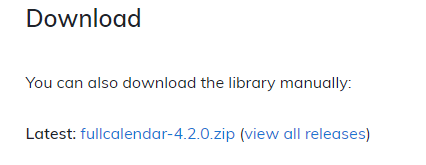 Download
You can also download the library manually:
Latest: fullcalendar-4.2.0.zip (view all releases)